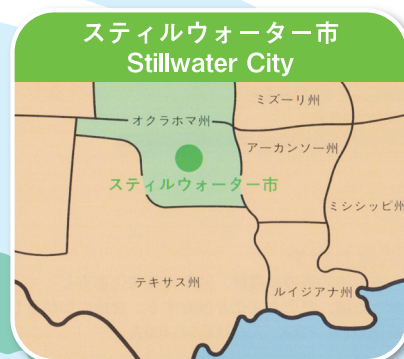 スティルウォーター市
Stillwater City
ミズーリ州
オクラホマ州
アーカンソー州
スティルウォーター市
ミシシッピ州
テキサス州
ルイジアナ州